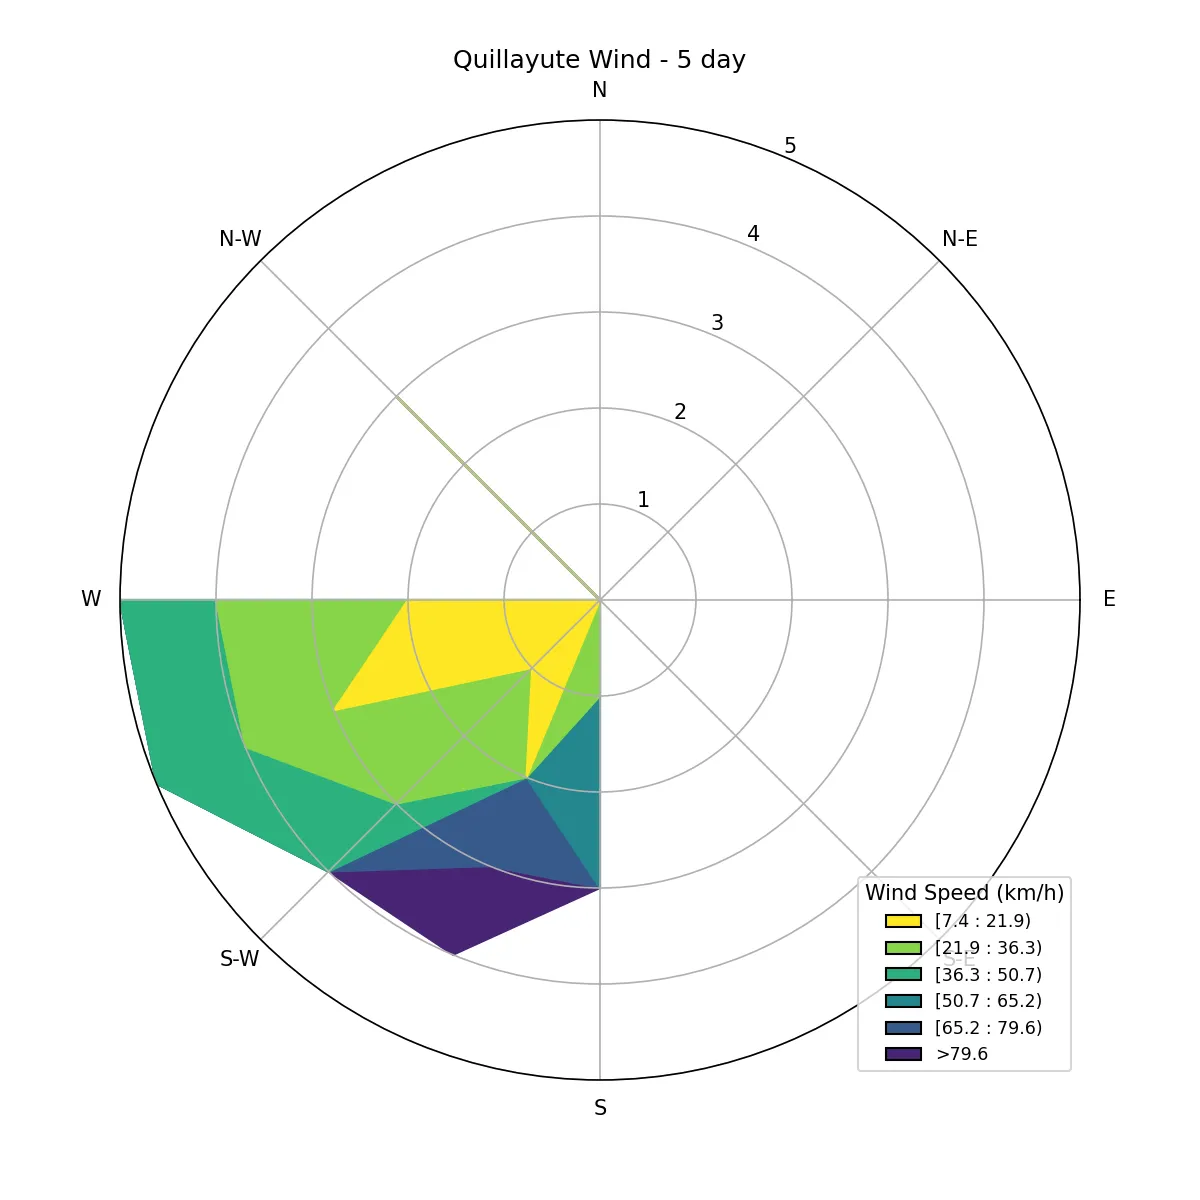 Quillayute Wind - 5 day
N
5
N-W
N-E
4
3
2
1
W
E
Wind Speed (km/h)
[7.4 : 21.9)
[21.9 : 36.3)
S-W
S-E
[36.3 : 50.7)
[50.7 : 65.2)
[65.2 : 79.6)
>79.6
S